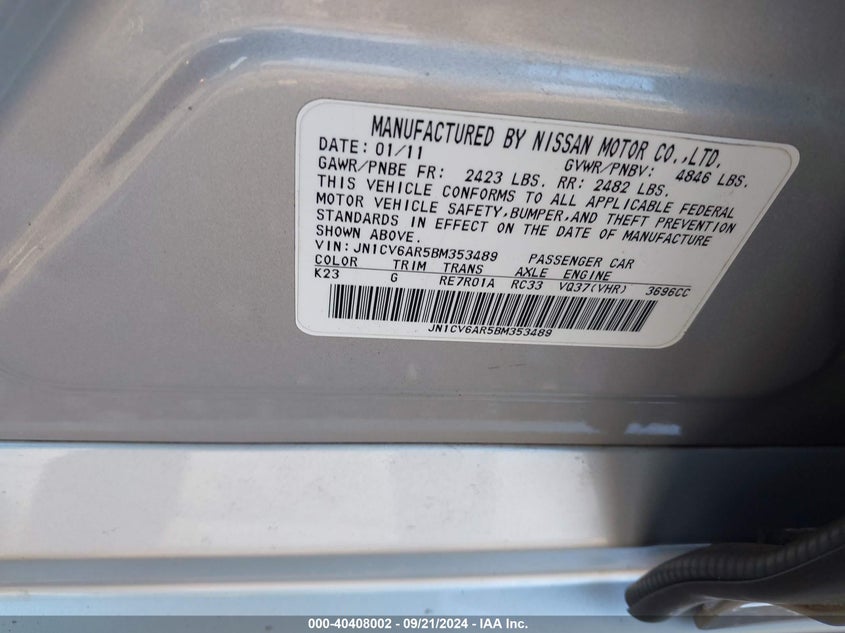 MANUFACTURED BY NISSAN MOTOR CO.,LTD.
DATE: 01/11 GVWR/PNBV: 4846 LBS.
GAWR/PNBE FR: 2423 LBS. RR: 2482 LBS.
THIS VEHICLE CONFORMS TO ALL APPLICABLE FEDERAL
MOTOR VEHICLE SAFETY,BUMPER,AND THEFT PREVENTION
STANDARDS IN EFFECT ON THE DATE OF MANUFACTURE
SHOWN ABOVE.
VIN: JN1CV6AR5BM353489 PASSENGER CAR
COLOR TRIM TRANS AXLE ENGINE
K23 G RE7R01A RC33 VQ37(VHR) 3696CC
JN1CV6AR5BM353489
000-40408002 - 09/21/2024 - IAA Inc.